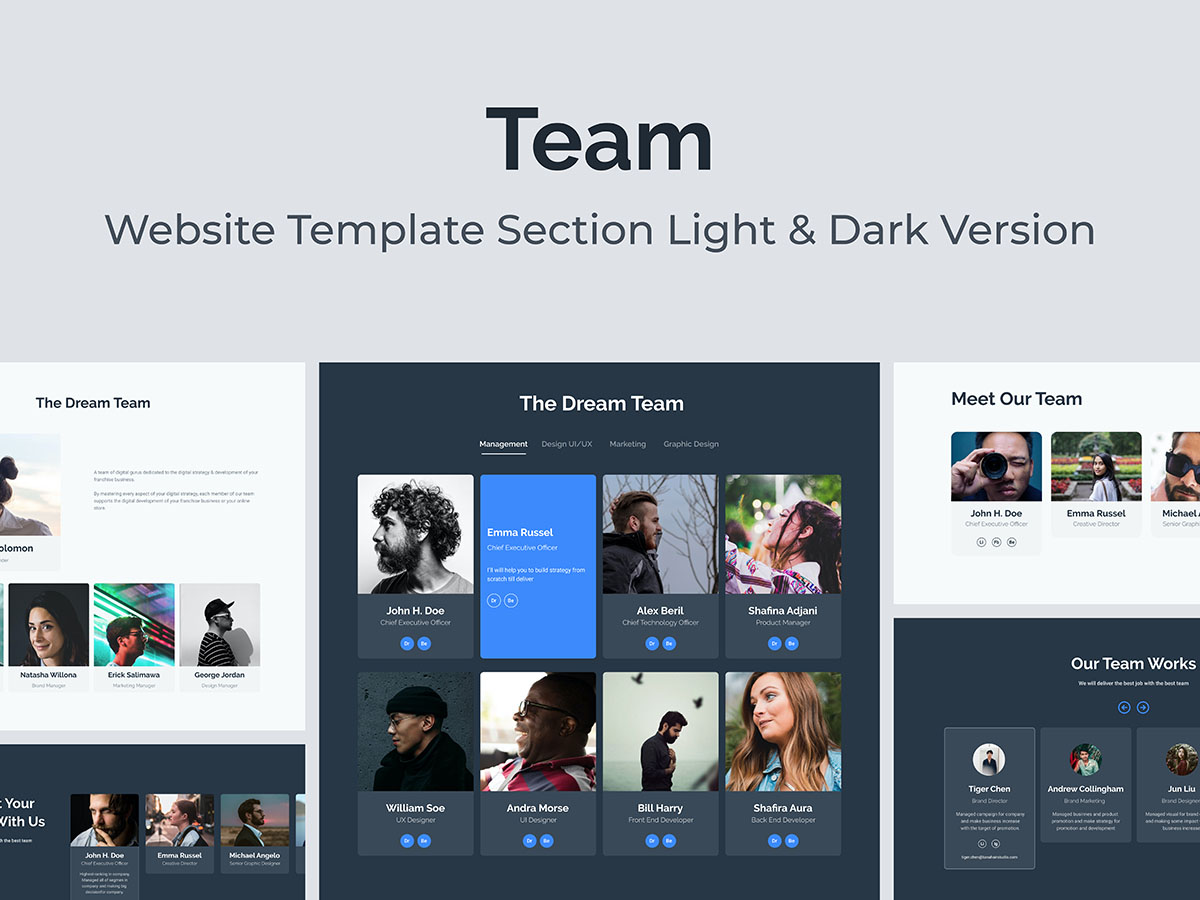 Team
Website Template Section Light & Dark Version
The Dream Team
A team of digital gurus dedicated to the digital strategy & development of your
franchise business.
By mastering every aspect of your digital strategy, each member of our team
supports the digital development of your franchise business or your online
store.
olomon
Natasha Willona
Brand Manager
Erick Salimawa
Marketing Manager
George Jordan
Design Manager
t Your
With Us
th the best team
John H. Doe
Chief Executive Officer
Highest ranking in company.
Managed all of segmen in
company and making big
decision for company.
Emma Russel
Creative Director
Michael Angelo
Senior Graphic Designer
The Dream Team
Management
Design UI/UX
Marketing
Graphic Design
John H. Doe
Chief Executive Officer
Dr Be
Emma Russel
Chief Executive Officer
I'll help you to build strategy from
scratch till deliver
Dr Be
Alex Beril
Chief Technology Officer
Dr Be
Shafina Adjani
Product Manager
Dr Be
William Soe
UX Designer
Dr Be
Andra Morse
UI Designer
Dr Be
Bill Harry
Front End Developer
Dr Be
Shafira Aura
Back End Developer
Dr Be
Meet Our Team
John H. Doe
Chief Executive Officer
Emma Russel
Creative Director
Michael A
Senior Graphi
Our Team Works
We will deliver the best job with the best team
Tiger Chen
Brand Director
Managed campaign for company
and make business increase
with the target of promotion.
Andrew Collingham
Brand Marketing
Managed business and product
promotion and make strategy for
promotion and development
Jun Liu
Brand Designer
Managed visual for brand
and making some impact
business increase